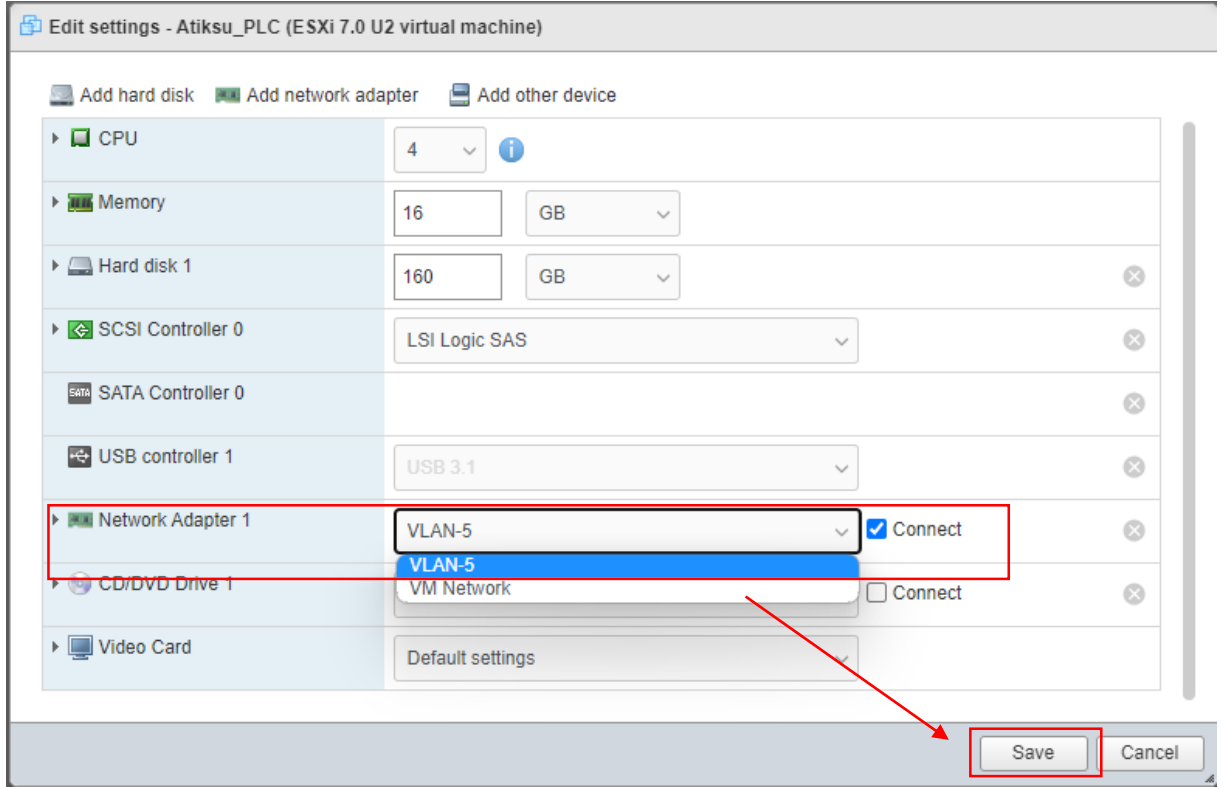 Edit settings - Atiksu_PLC (ESXi 7.0 U2 virtual machine)
Add hard disk Add network adapter Add other device
CPU 4
Memory 16 GB
Hard disk 1 160 GB
SCSI Controller 0 LSI Logic SAS
SATA SATA Controller 0
USB controller 1 USB 3.1
Network Adapter 1 VLAN-5 Connect
VLAN-5
CD/DVD Drive 1 VM Network Connect
Video Card Default settings
Save Cancel